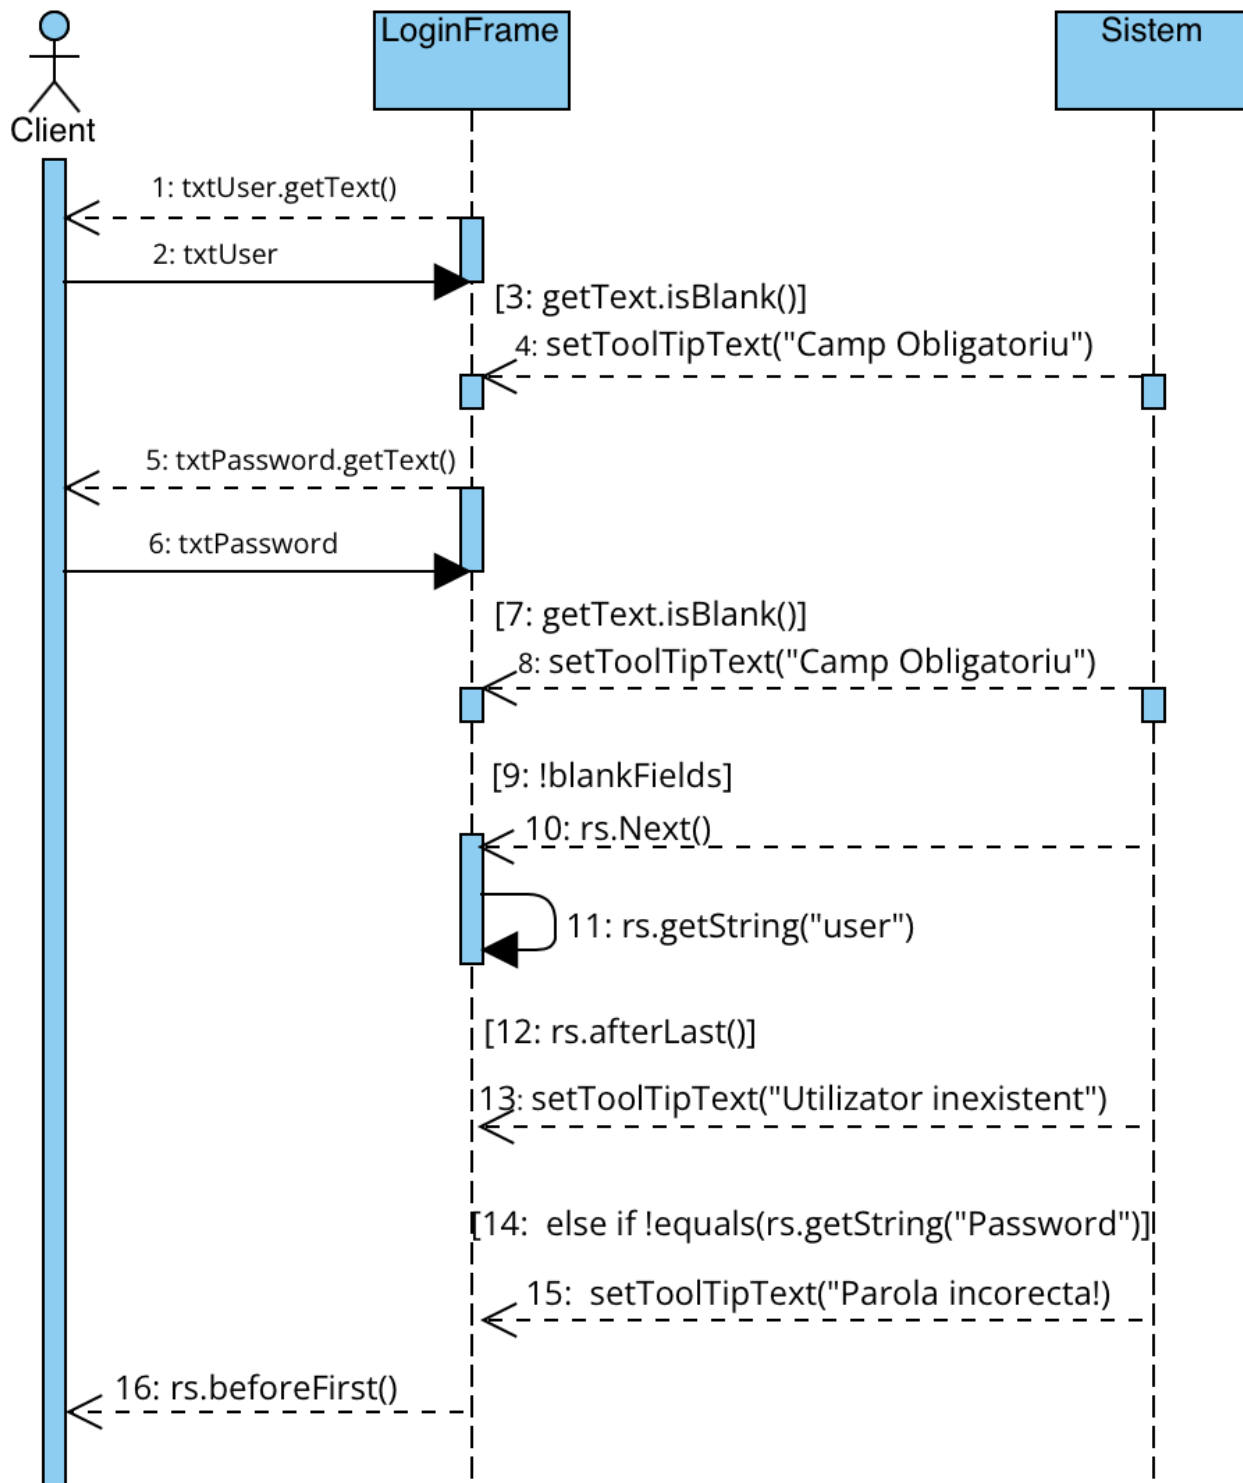 LoginFrame
Sistem
Client
1: txtUser.getText()
2: txtUser
[3: getText.isBlank()]
4: setToolTipText("Camp Obligatoriu")
5: txtPassword.getText()
6: txtPassword
[7: getText.isBlank()]
8: setToolTipText("Camp Obligatoriu")
[9: !blankFields]
10: rs.Next()
11: rs.getString("user")
[12: rs.afterLast()]
13: setToolTipText("Utilizator inexistent")
[14:  else if !equals(rs.getString("Password")]
15:  setToolTipText("Parola incorecta!)
16: rs.beforeFirst()